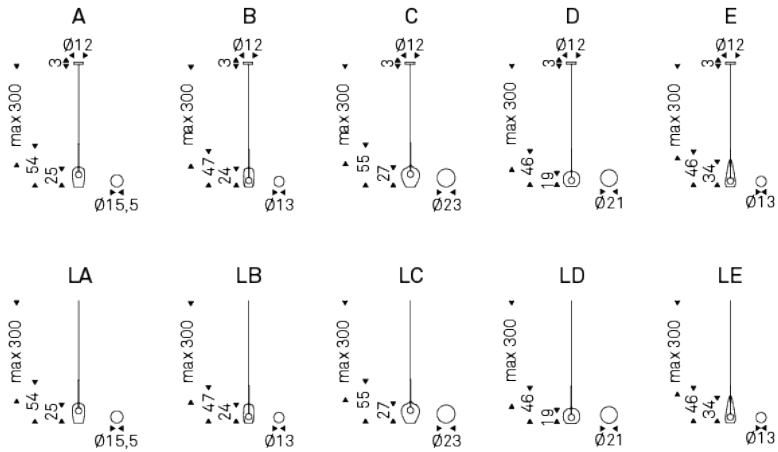 A B C D E
Ø12 Ø12 Ø12 Ø12 Ø12
3 3 3 3 3
max 300 max 300 max 300 max 300 max 300
54 25 47 24 55 27 46 19 46 34
Ø15,5 Ø13 Ø23 Ø21 Ø13
LA LB LC LD LE
max 300 max 300 max 300 max 300 max 300
54 25 47 24 55 27 46 19 46 34
Ø15,5 Ø13 Ø23 Ø21 Ø13